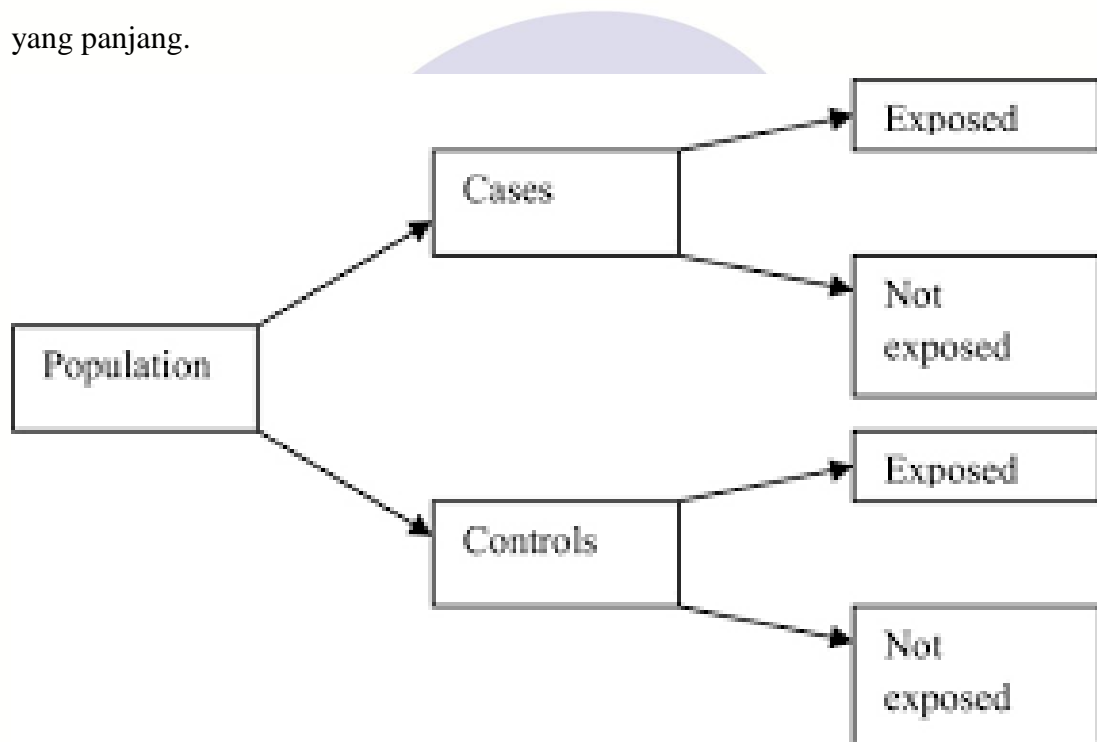 yang panjang.
Exposed
Cases
Not
exposed
Population
Exposed
Controls
Not
exposed